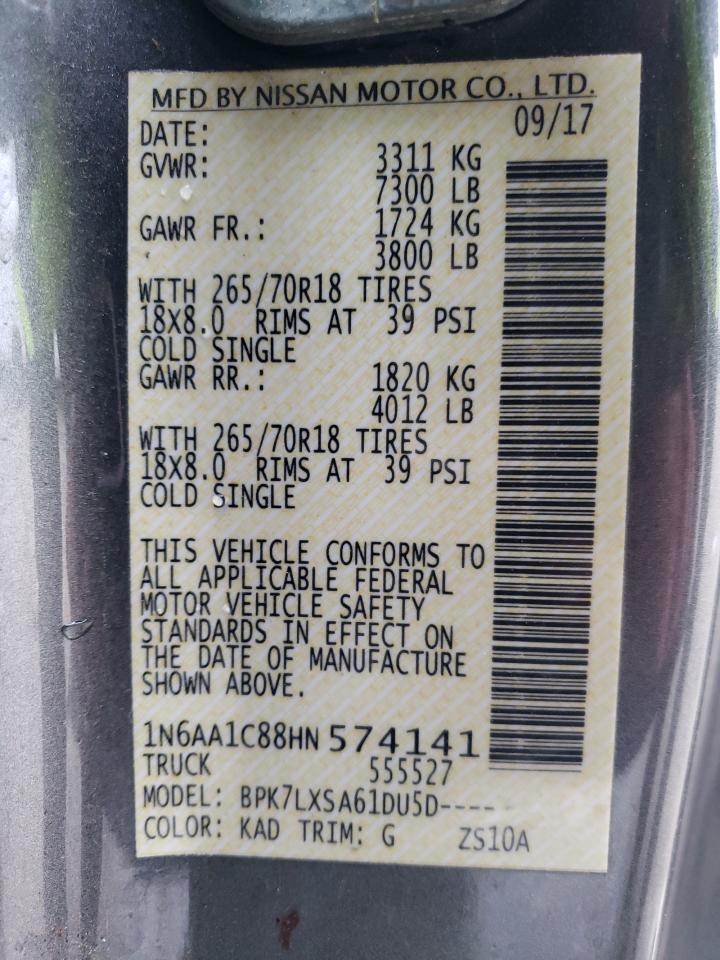 MFD BY NISSAN MOTOR CO., LTD.
DATE: 09/17
GVWR: 3311 KG
7300 LB
GAWR FR.: 1724 KG
3800 LB
WITH 265/70R18 TIRES
18X8.0 RIMS AT 39 PSI
COLD SINGLE
GAWR RR.: 1820 KG
4012 LB
WITH 265/70R18 TIRES
18X8.0 RIMS AT 39 PSI
COLD SINGLE
THIS VEHICLE CONFORMS TO
ALL APPLICABLE FEDERAL
MOTOR VEHICLE SAFETY
STANDARDS IN EFFECT ON
THE DATE OF MANUFACTURE
SHOWN ABOVE.
1N6AA1C88HN574141
TRUCK 555527
MODEL: BPK7LXSA61DU5D----
COLOR: KAD TRIM: G ZS10A